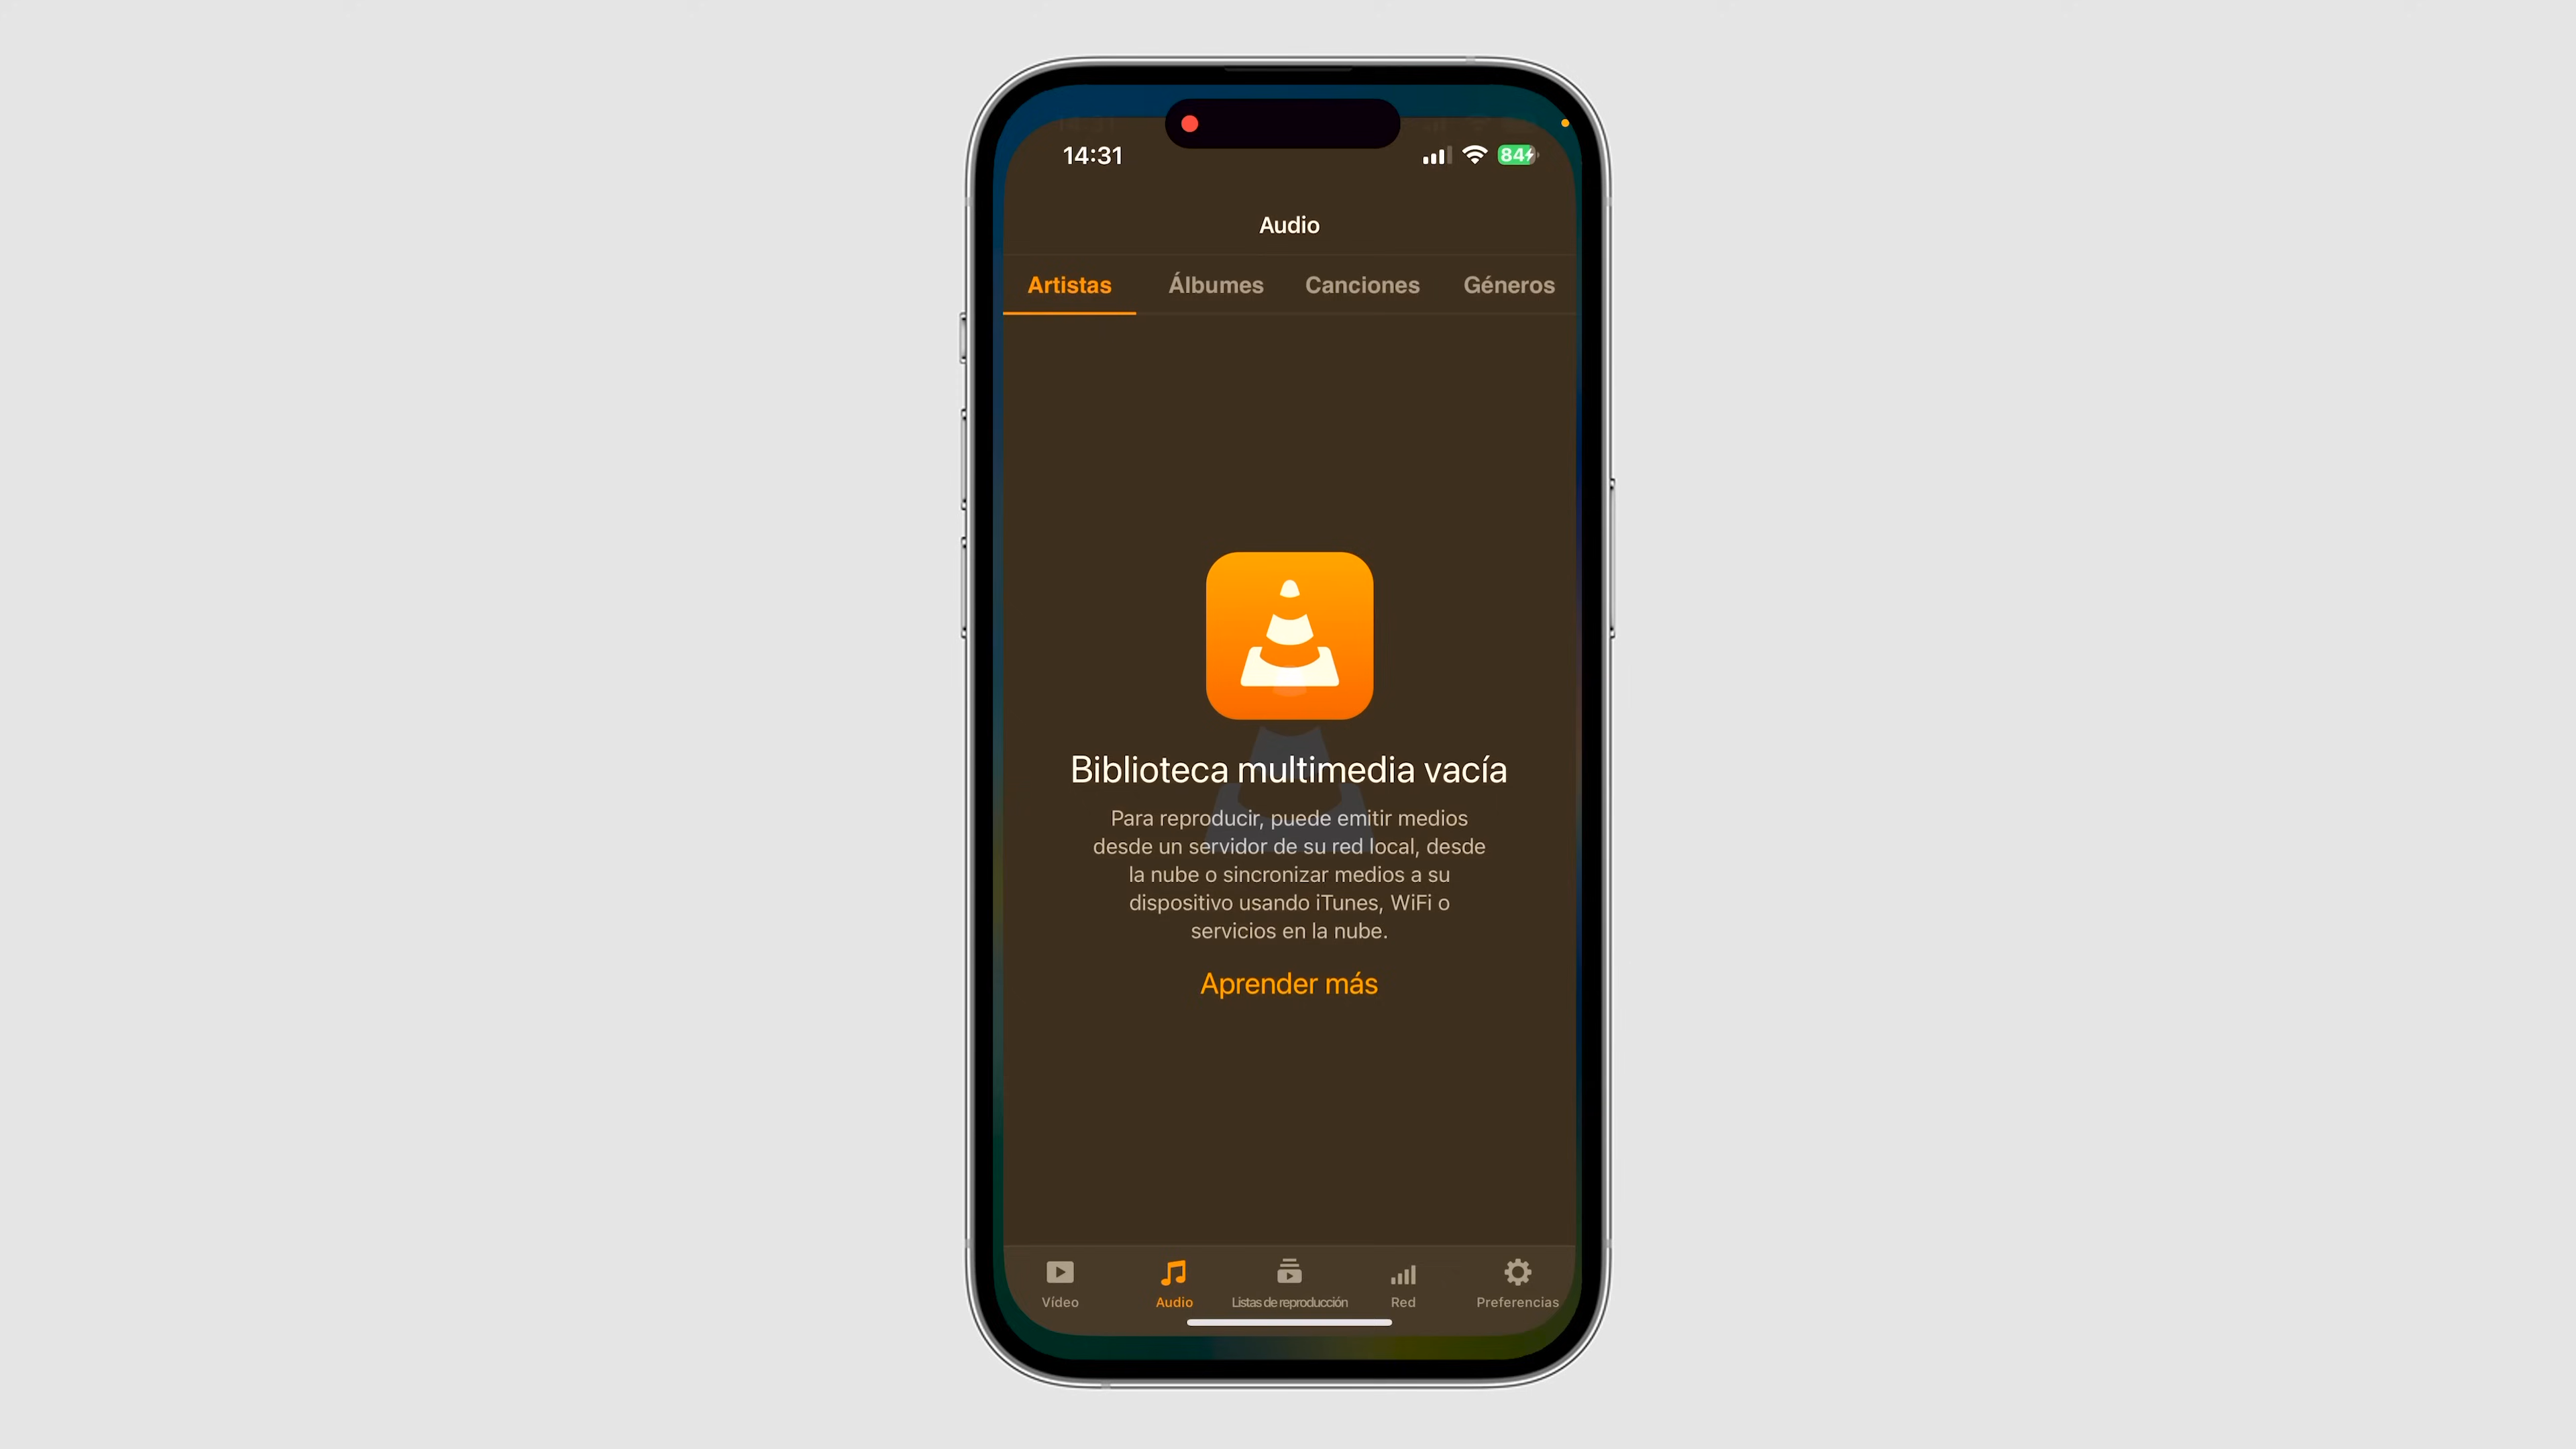 14:31
84
Audio
Artistas Álbumes Canciones Géneros
Biblioteca multimedia vacía
Para reproducir, puede emitir medios
desde un servidor de su red local, desde
la nube o sincronizar medios a su
dispositivo usando iTunes, WiFi o
servicios en la nube.
Aprender más
Vídeo Audio Listas de reproducción Red Preferencias